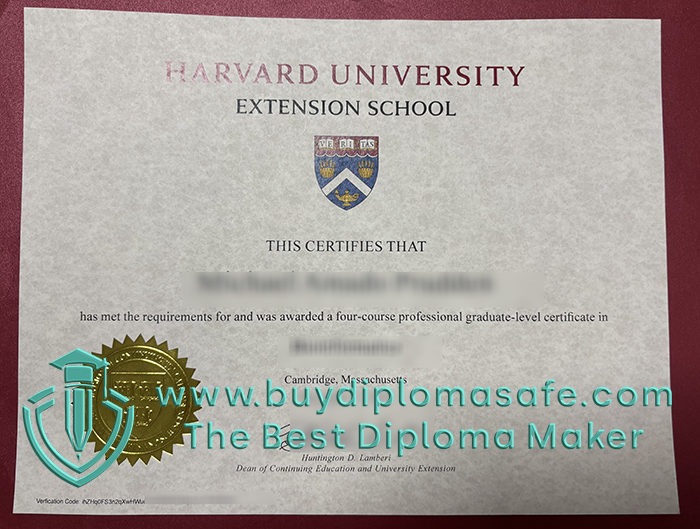 HARVARD UNIVERSITY
EXTENSION SCHOOL
VE RI TAS
THIS CERTIFIES THAT
has met the requirements for and was awarded a four-course professional graduate-level certificate in
Cambridge, Massachusetts
www.buydiplomasafe.com
The Best Diploma Maker
Huntington D. Lamberi
Dean of Continuing Education and University Extension
Verfication Code: